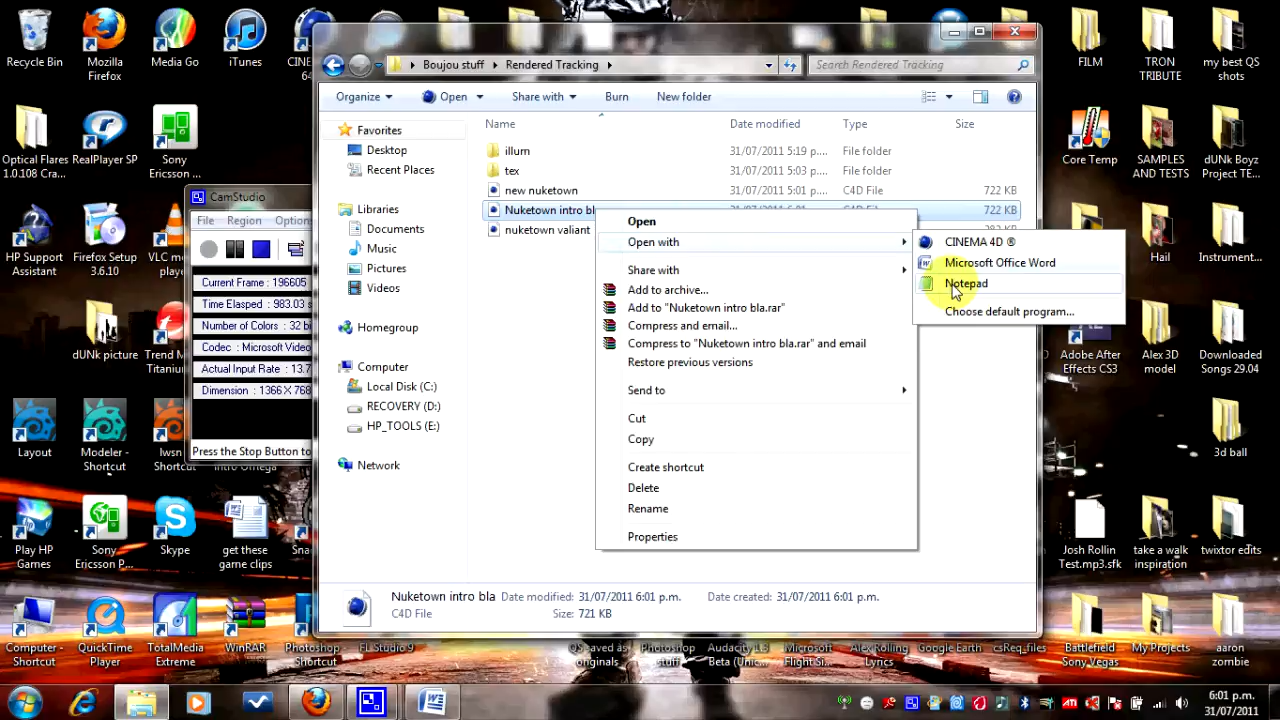 Recycle Bin
Mozilla Firefox
Media Go
iTunes
Boujou stuff
Rendered Tracking
Search Rendered Tracking
Organize
Open
Share with
Burn
New folder
Name
Date modified
Type
Size
illum
31/07/2011 5:19 p....
File folder
tex
31/07/2011 5:03 p....
File folder
new nuketown
31/07/2011 5:01 p....
C4D File
722 KB
Nuketown intro bl
722 KB
nuketown valiant
Favorites
Desktop
Recent Places
Libraries
Documents
Music
Pictures
Videos
Homegroup
Computer
Local Disk (C:)
RECOVERY (D:)
HP_TOOLS (E:)
Network
Open
Open with
Share with
Add to archive...
Add to "Nuketown intro bla.rar"
Compress and email...
Compress to "Nuketown intro bla.rar" and email
Restore previous versions
Send to
Cut
Copy
Create shortcut
Delete
Rename
Properties
CINEMA 4D ®
Microsoft Office Word
Notepad
Choose default program...
Nuketown intro bla
C4D File
Date modified: 31/07/2011 6:01 p.m.
Size: 721 KB
Date created: 31/07/2011 6:01 p.m.
CamStudio
File
Region
Options
Current Frame : 196605
Time Elasped : 983.03 s
Number of Colors : 32 bi
Codec : Microsoft Video
Actual Input Rate : 13.7
Dimension : 1366 X 768
Press the Stop Button to
Optical Flares 1.0.108 Cra...
RealPlayer SP
Sony
HP Support Assistant
Firefox Setup 3.6.10
VLC m
playe
dUNk picture
Trend M
Titanium
Layout
Modeler - Shortcut
lwsn
Shortcut
Intro Omega
Play HP Games
Sony Ericsson P...
Skype
get these game clips
Computer - Shortcut
QuickTime Player
TotalMedia Extreme
WinRAR
Photoshop - Shortcut
FL Studio 9
QS saved as
originals
Photoshop
stuff
Audacity 1.3
Beta (Unic...
Microsoft
Flight Si...
Alex Rolling
Lyrics
Google Earth
csReq_files
FILM
TRON TRIBUTE
my best QS shots
Core Temp
SAMPLES AND TESTS
dUNk Boyz Project TE...
Hail
Instrument...
Adobe After Effects CS3
Alex 3D model
Downloaded Songs 29.04
3d ball
Josh Rollin Test.mp3.sfk
take a walk inspiration
twixtor edits
Battlefield Sony Vegas
My Projects
aaron zombie
6:01 p.m.
31/07/2011